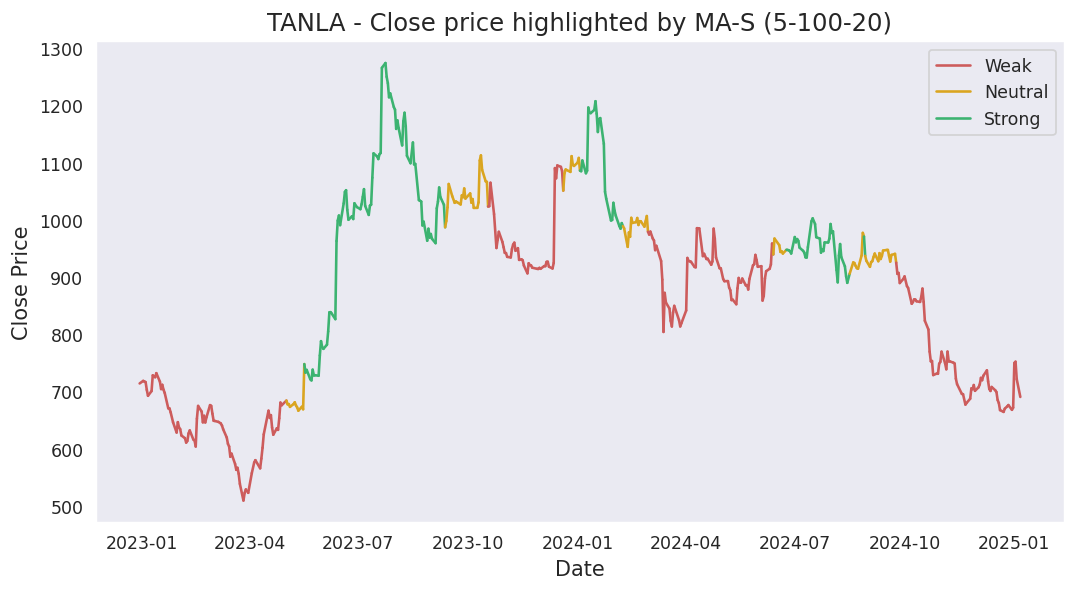 TANLA - Close price highlighted by MA-S (5-100-20)
Weak
Neutral
Strong
Close Price
1300
1200
1100
1000
900
800
700
600
500
2023-01 2023-04 2023-07 2023-10 2024-01 2024-04 2024-07 2024-10 2025-01
Date